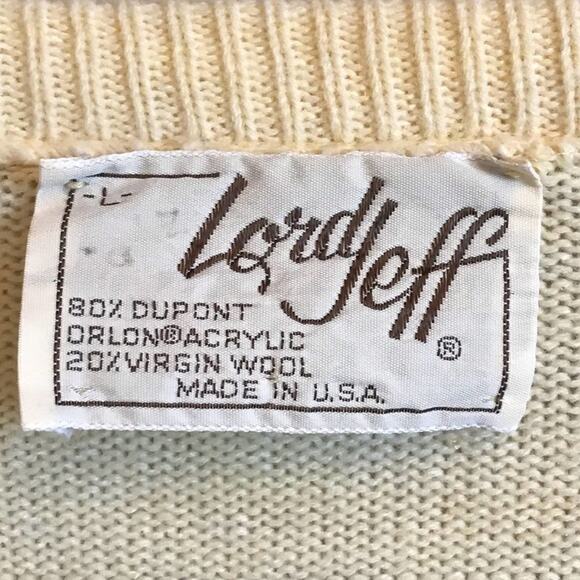 -L-
Lord Jeff ®
80% DUPONT
ORLON® ACRYLIC
20% VIRGIN WOOL
MADE IN U.S.A.